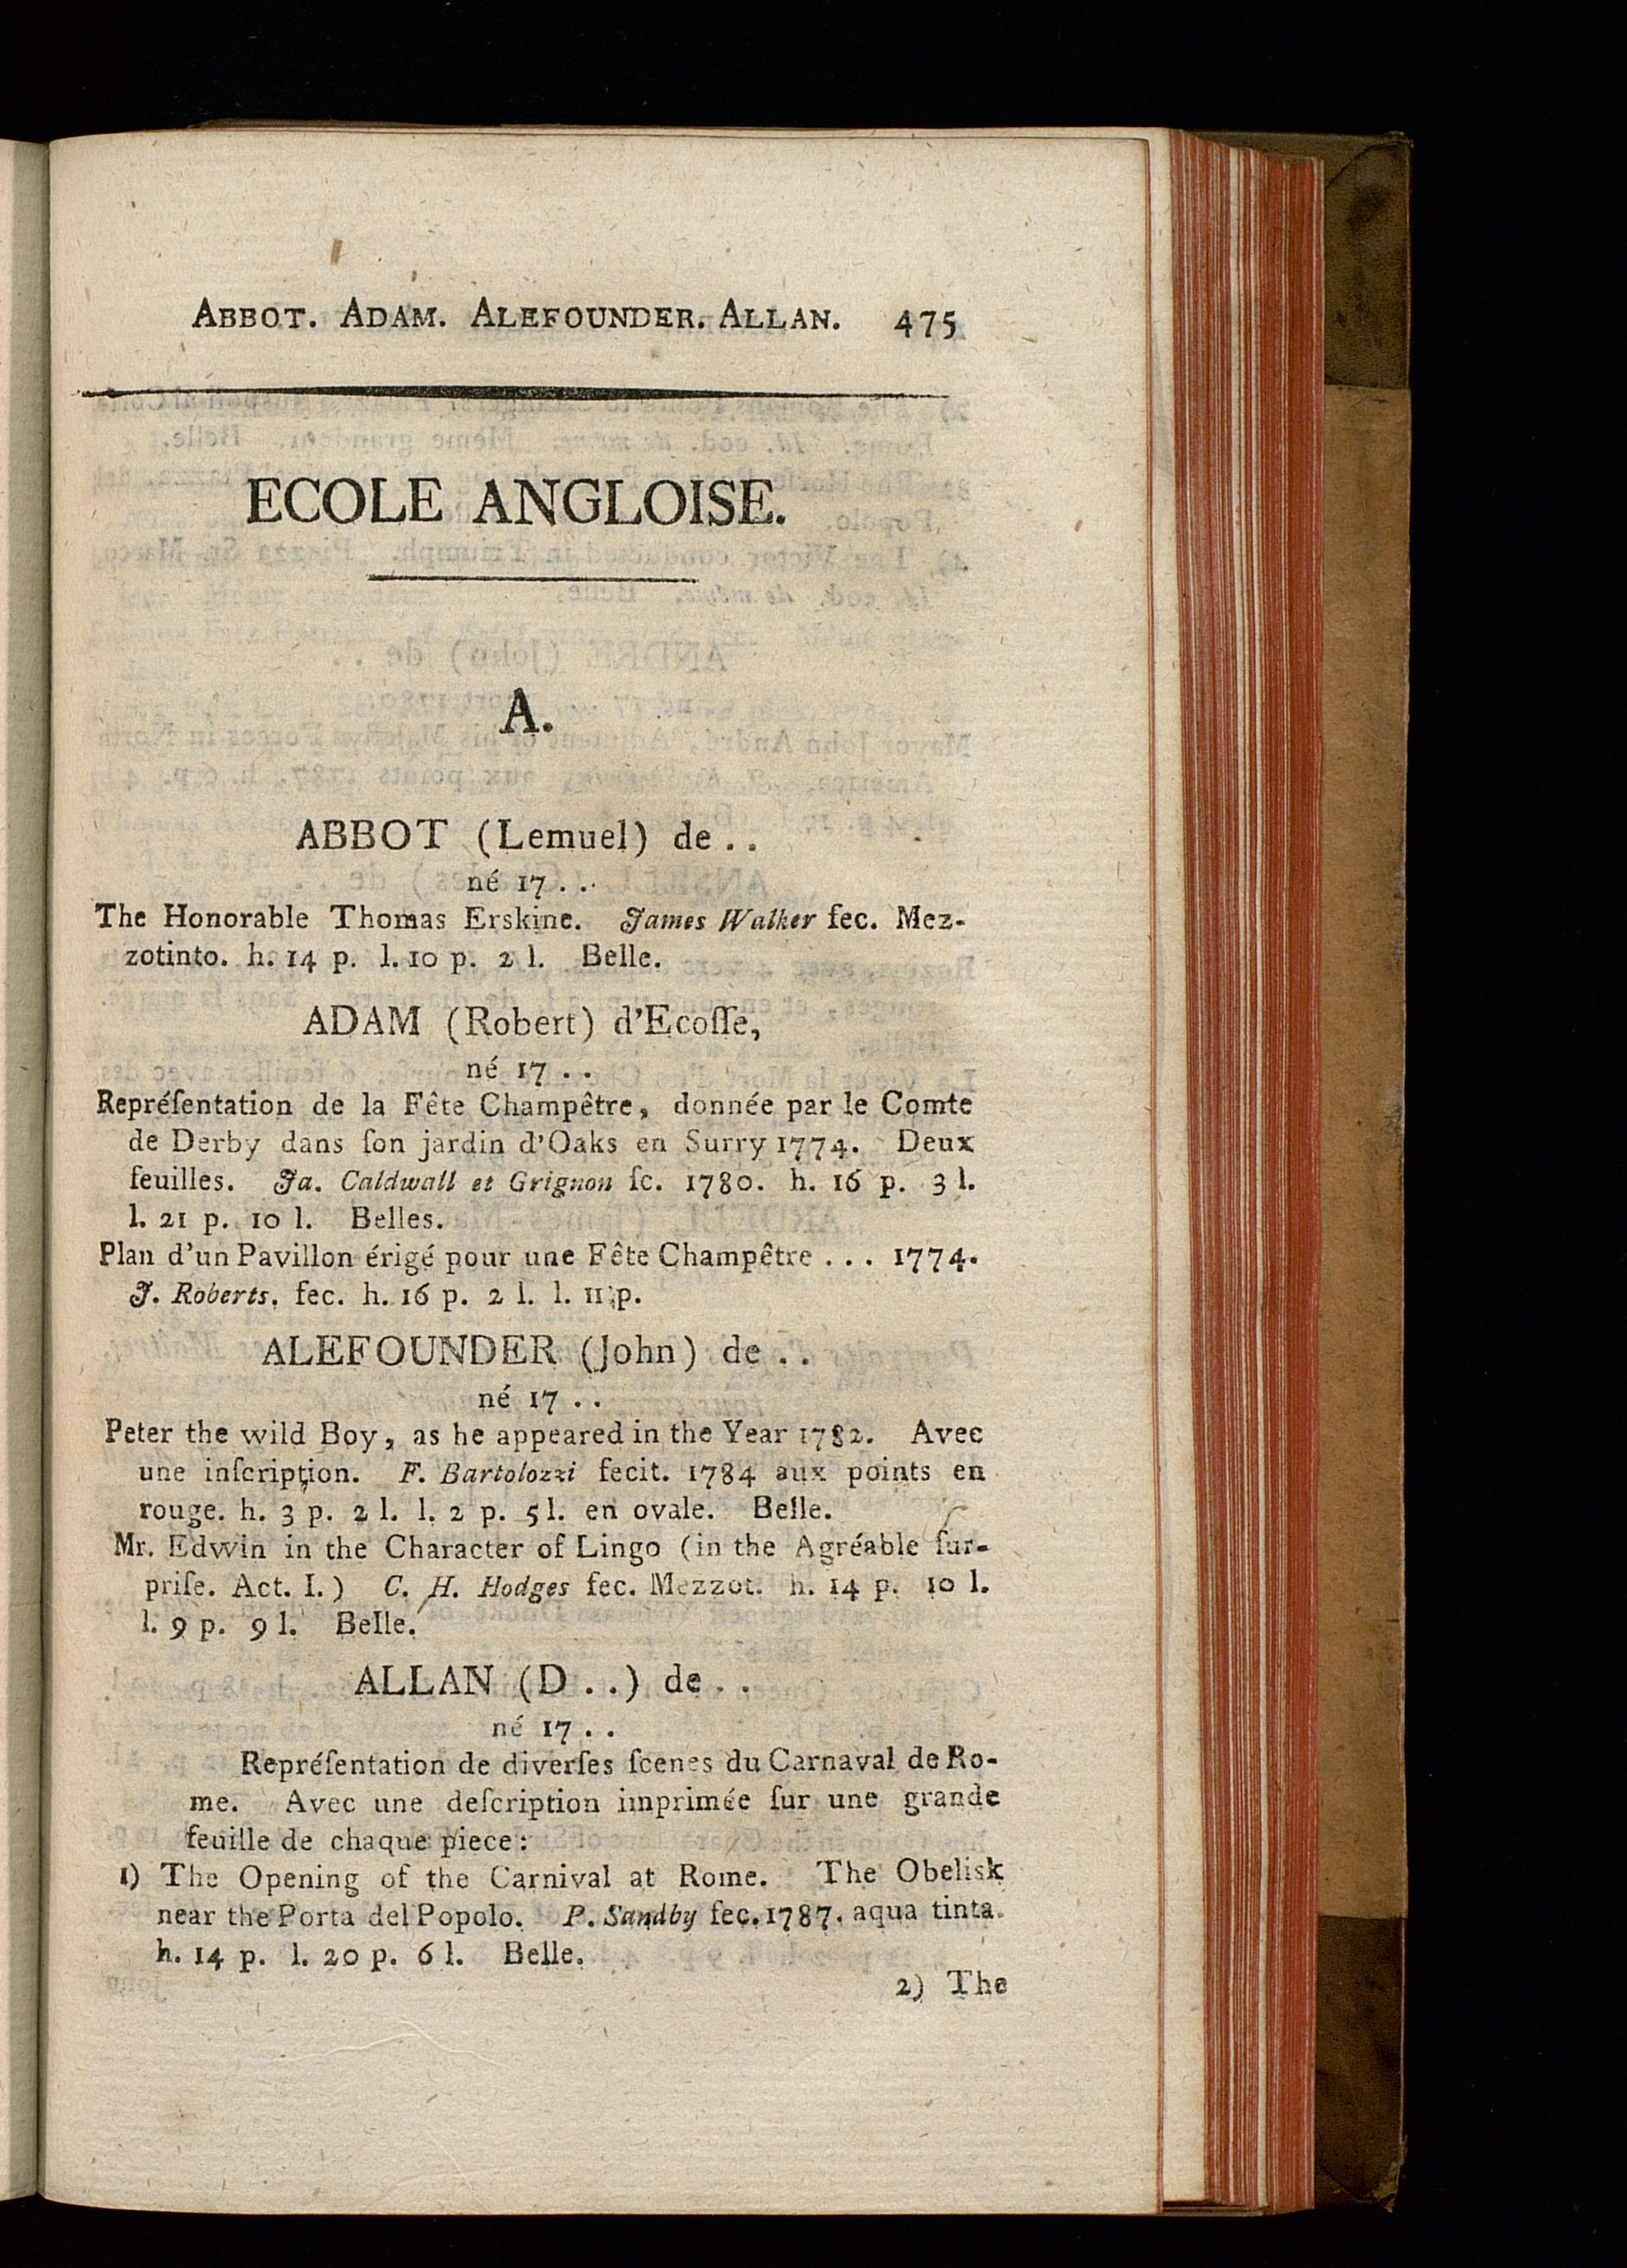 ABBOT. ADAM. ALEFOUNDER. ALLAN. 475
ECOLE ANGLOISE.
A.
ABBOT (Lemuel) de . .
né 17 . .
The Honorable Thomas Erskine. James Walker fec. Mez-
zotinto. h. 14 p. l. 10 p. 2 l. Belle.
ADAM (Robert) d'Ecoſſe,
né 17 . .
Repréſentation de la Fête Champêtre, donnée par le Comte
de Derby dans ſon jardin d'Oaks en Surry 1774. Deux
feuilles. Ja. Caldwall et Grignon ſc. 1780. h. 16 p. 3 l.
l. 21 p. 10 l. Belles.
Plan d'un Pavillon érigé pour une Fête Champêtre . . . 1774.
J. Roberts. fec. h. 16 p. 2 l. l. 11 p.
ALEFOUNDER (John) de . .
né 17 . .
Peter the wild Boy, as he appeared in the Year 1782. Avec
une inſcription. F. Bartolozzi fecit. 1784 aux points en
rouge. h. 3 p. 2 l. l. 2 p. 5 l. en ovale. Belle.
Mr. Edwin in the Character of Lingo (in the Agréable ſur-
priſe. Act. I.) C. H. Hodges fec. Mezzot. h. 14 p. 10 l.
l. 9 p. 9 l. Belle.
ALLAN (D . .) de . .
né 17 . .
Repréſentation de diverſes ſcenes du Carnaval de Ro-
me. Avec une deſcription imprimée ſur une grande
feuille de chaque piece:
1) The Opening of the Carnival at Rome. The Obelisk
near the Porta del Popolo. P. Sandby fec. 1787. aqua tinta.
h. 14 p. l. 20 p. 6 l. Belle.
2) The